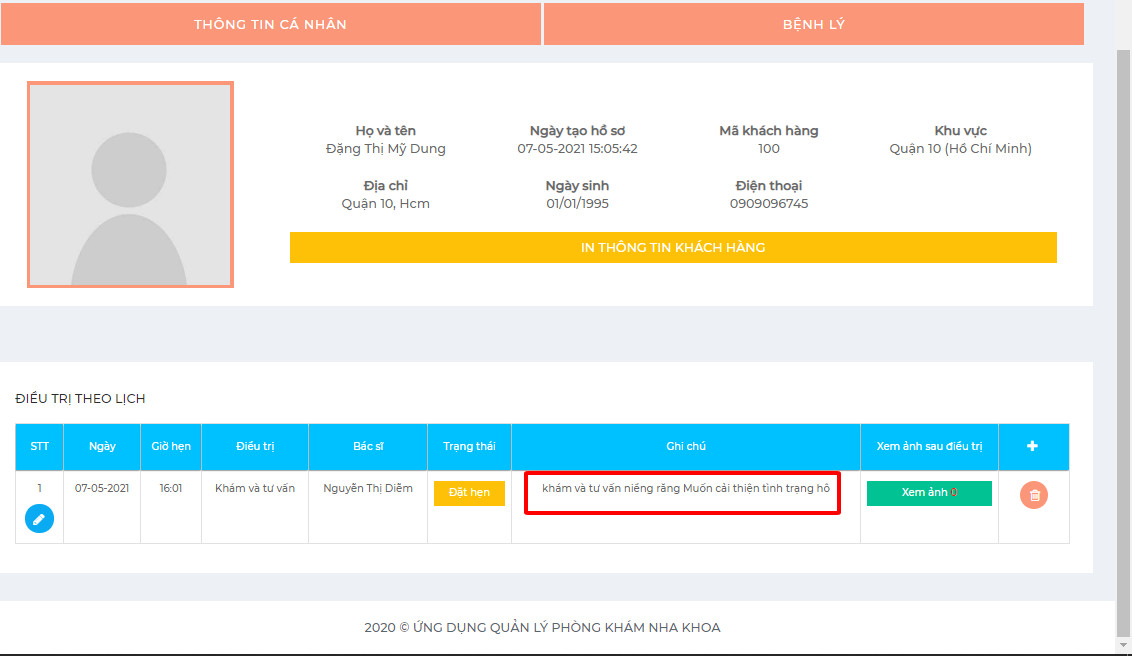 THÔNG TIN CÁ NHÂN
BỆNH LÝ
Họ và tên
Ngày tạo hồ sơ
Mã khách hàng
Khu vực
Đặng Thị Mỹ Dung
07-05-2021 15:05:42
100
Quận 10 (Hồ Chí Minh)
Địa chỉ
Ngày sinh
Điện thoại
Quận 10, Hcm
01/01/1995
0909096745
IN THÔNG TIN KHÁCH HÀNG
ĐIỀU TRỊ THEO LỊCH
STT
Ngày
Giờ hẹn
Điều trị
Bác sĩ
Trạng thái
Ghi chú
Xem ảnh sau điều trị
1
07-05-2021
16:01
Khám và tư vấn
Nguyễn Thị Diễm
Đặt hẹn
khám và tư vấn niềng răng Muốn cải thiện tình trạng hô
Xem ảnh 0
2020 © ỨNG DỤNG QUẢN LÝ PHÒNG KHÁM NHA KHOA